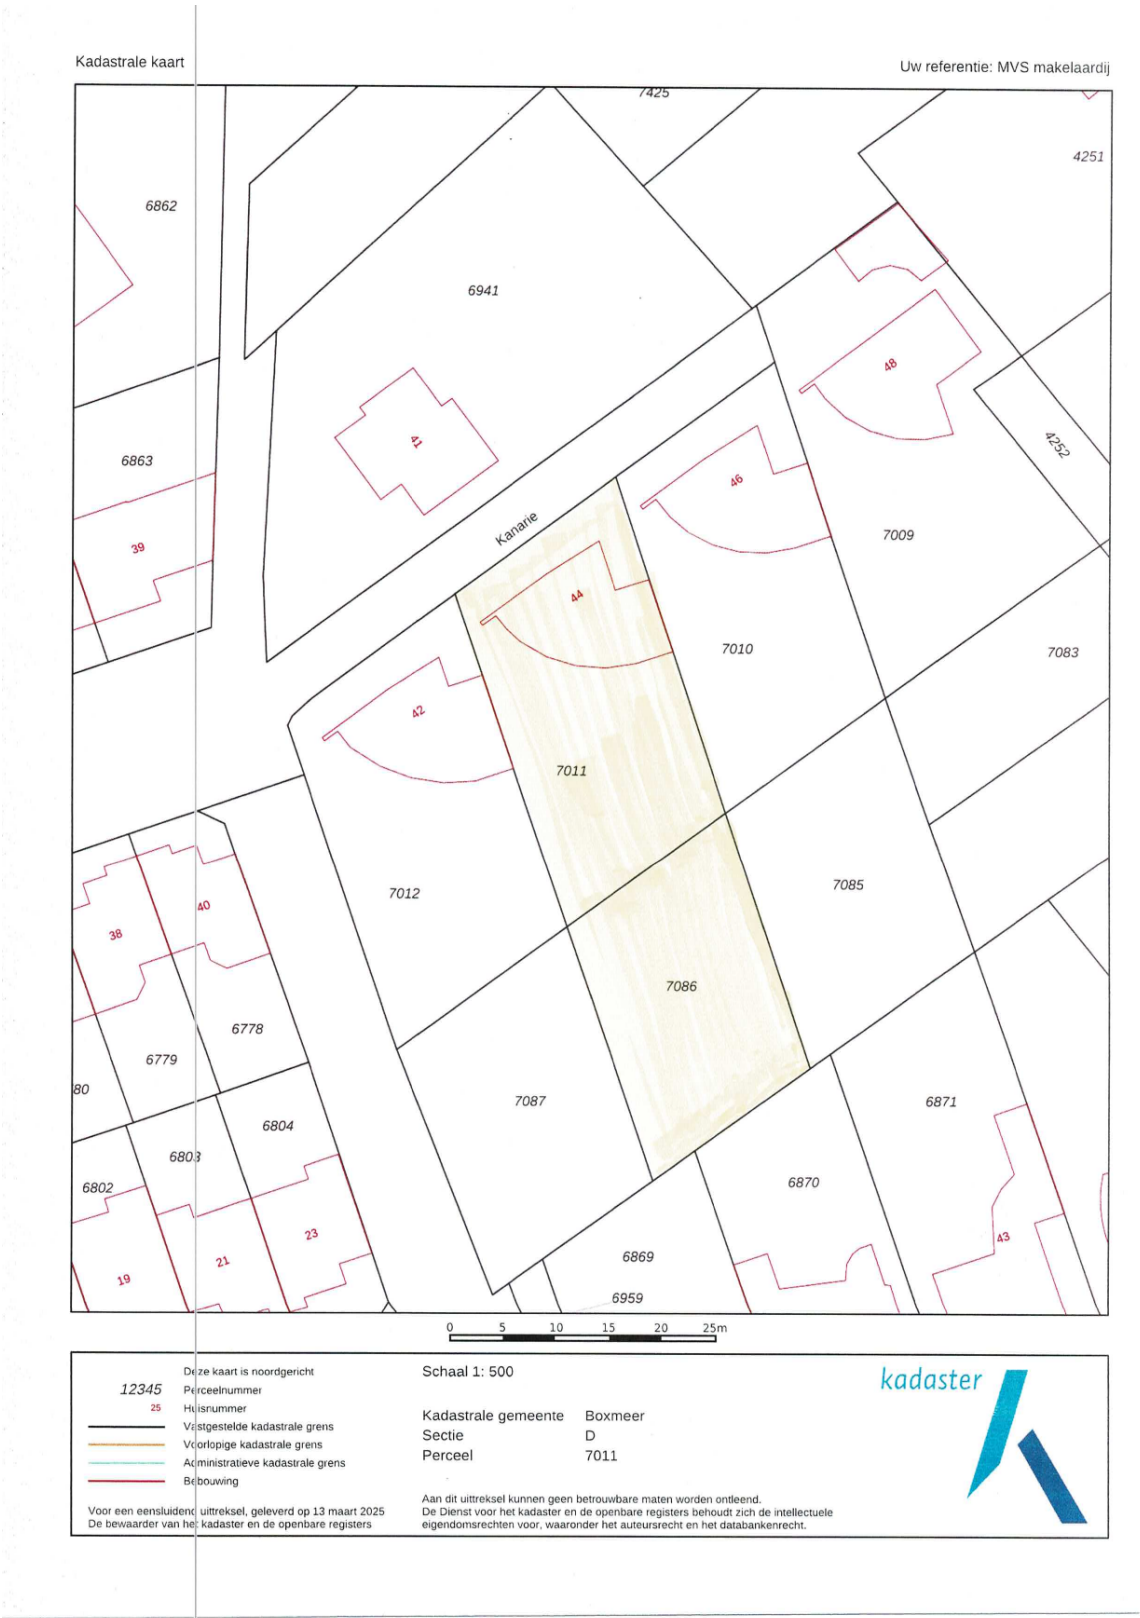 Kadastrale kaart
Uw referentie: MVS makelaardij
7425
4251
6862
6941
48
41
4252
6863
46
39
Kanarie
7009
44
7010
7083
42
7011
7012
7085
40
38
7086
6778
6779
80
7087
6871
6804
6803
6802
6870
43
23
21
19
6869
6959
0 5 10 15 20 25m
Deze kaart is noordgericht
12345 Perceelnummer
25 Huisnummer
Vastgestelde kadastrale grens
Voorlopige kadastrale grens
Administratieve kadastrale grens
Bebouwing
Voor een eensluidend uittreksel, geleverd op 13 maart 2025
De bewaarder van het kadaster en de openbare registers
Schaal 1: 500
Kadastrale gemeente Boxmeer
Sectie D
Perceel 7011
Aan dit uittreksel kunnen geen betrouwbare maten worden ontleend.
De Dienst voor het kadaster en de openbare registers behoudt zich de intellectuele
eigendomsrechten voor, waaronder het auteursrecht en het databankenrecht.
kadaster